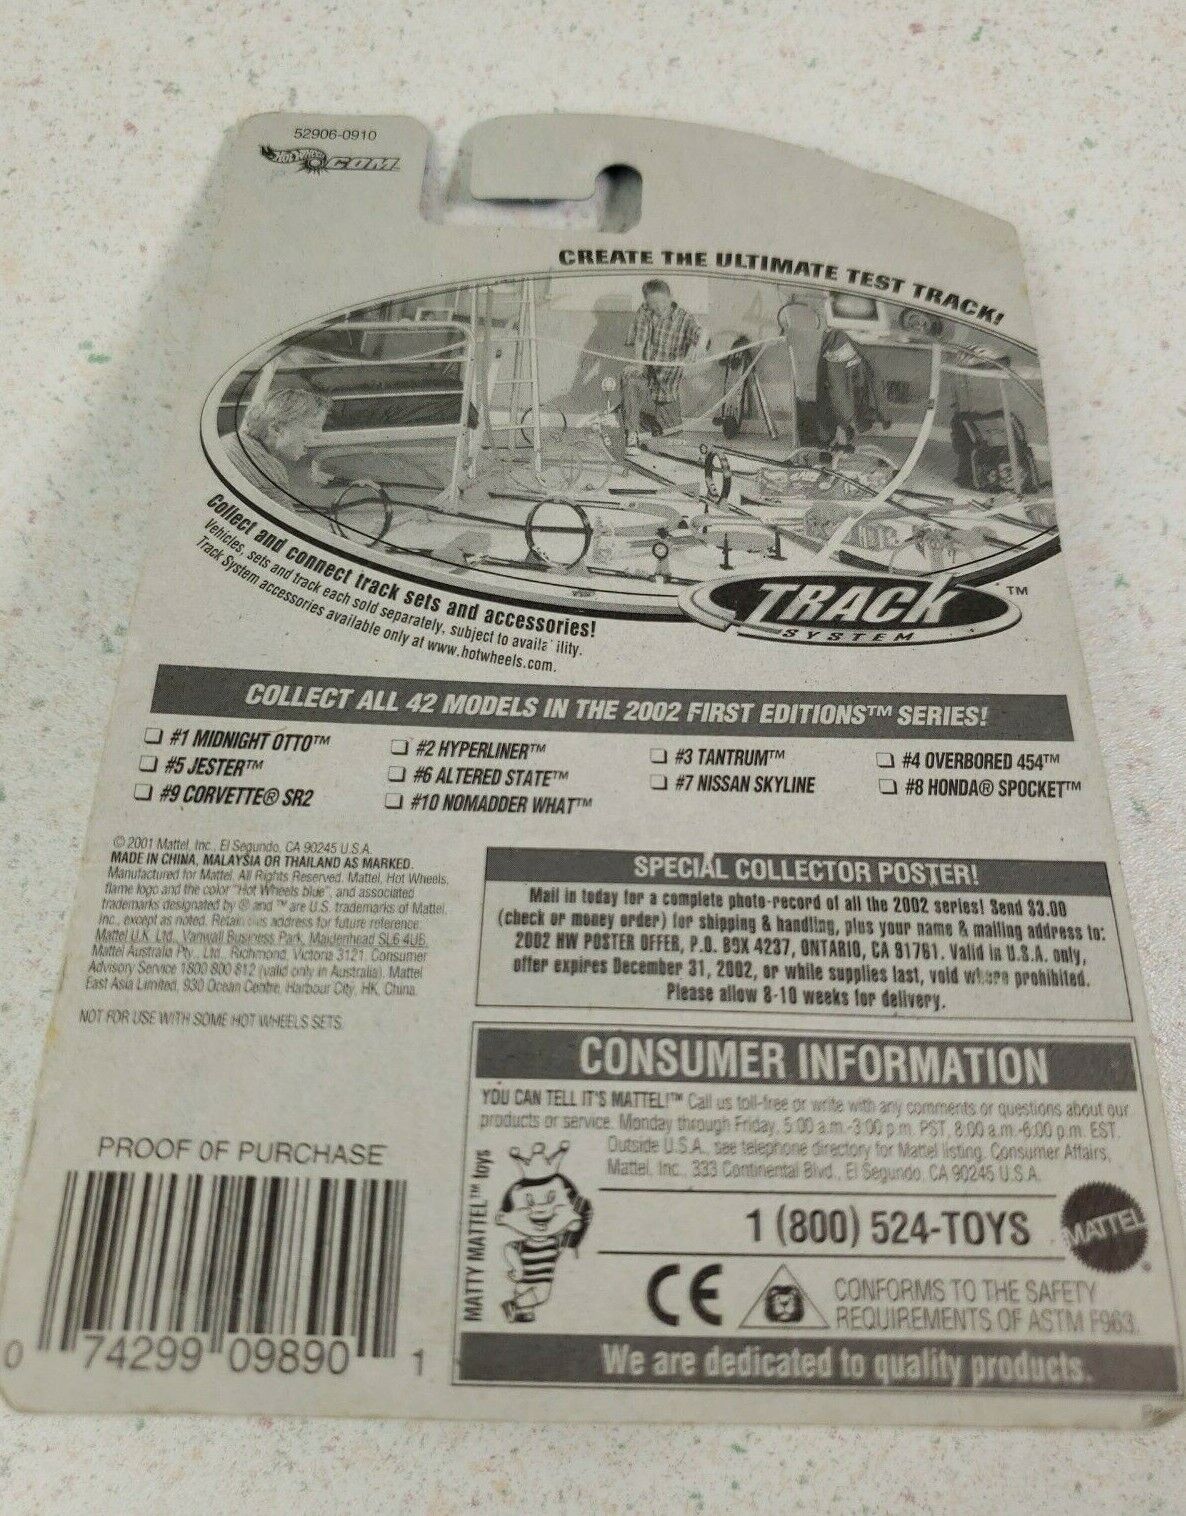 52906-0910
HOT WHEELS .COM
CREATE THE ULTIMATE TEST TRACK!
Collect and connect track sets and accessories!
Vehicles, sets and track each sold separately, subject to availa ility.
Track System accessories available only at www.hotwheels.com.
TRACK ™
SYSTEM
COLLECT ALL 42 MODELS IN THE 2002 FIRST EDITIONS™ SERIES!
#1 MIDNIGHT OTTO™ #2 HYPERLINER™ #3 TANTRUM™ #4 OVERBORED 454™
#5 JESTER™ #6 ALTERED STATE™ #7 NISSAN SKYLINE #8 HONDA® SPOCKET™
#9 CORVETTE® SR2 #10 NOMADDER WHAT™
© 2001 Mattel, Inc., El Segundo, CA 90245 U.S.A.
MADE IN CHINA, MALAYSIA OR THAILAND AS MARKED.
Manufactured for Mattel. All Rights Reserved. Mattel, Hot Wheels,
flame logo and the color "Hot Wheels blue", and associated
trademarks designated by ® and ™ are U.S. trademarks of Mattel,
Inc., except as noted. Retain this address for future reference.
Mattel U.K. Ltd., Vanwall Business Park, Maidenhead SL6 4UB.
Mattel Australia Pty., Ltd., Richmond, Victoria 3121. Consumer
Advisory Service 1800 800 812 (valid only in Australia). Mattel
East Asia Limited, 930 Ocean Centre, Harbour City, HK, China.
NOT FOR USE WITH SOME HOT WHEELS SETS.
SPECIAL COLLECTOR POSTER!
Mail in today for a complete photo-record of all the 2002 series! Send $3.00
(check or money order) for shipping & handling, plus your name & mailing address to:
2002 HW POSTER OFFER, P.O. BOX 4237, ONTARIO, CA 91761. Valid in U.S.A. only,
offer expires December 31, 2002, or while supplies last, void where prohibited.
Please allow 8-10 weeks for delivery.
CONSUMER INFORMATION
YOU CAN TELL IT'S MATTEL!™ Call us toll-free or write with any comments or questions about our
products or service. Monday through Friday, 5:00 a.m.-3:00 p.m. PST, 8:00 a.m.-6:00 p.m. EST.
Outside U.S.A., see telephone directory for Mattel listing. Consumer Affairs,
Mattel, Inc., 333 Continental Blvd., El Segundo, CA 90245 U.S.A.
MATTY MATTEL™ toys
1 (800) 524-TOYS
MATTEL ®
CE
CONFORMS TO THE SAFETY
REQUIREMENTS OF ASTM F963.
We are dedicated to quality products.
PROOF OF PURCHASE
0 74299 09890 1